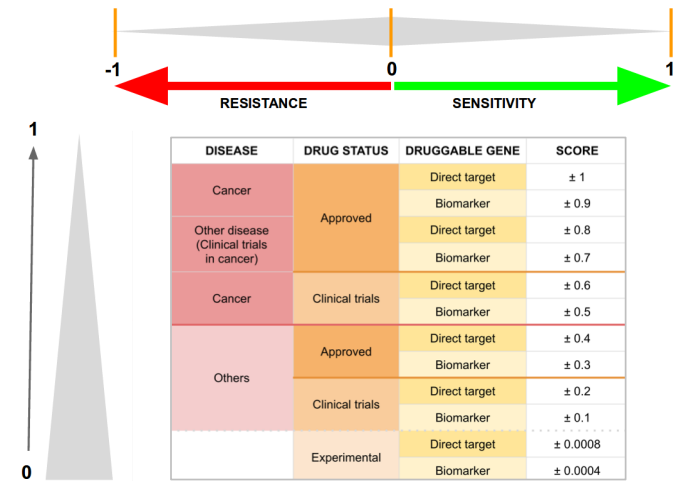 -1 0 1
RESISTANCE SENSITIVITY
1
DISEASE DRUG STATUS DRUGGABLE GENE SCORE
Cancer Approved Direct target ± 1
Biomarker ± 0.9
Other disease
(Clinical trials
in cancer)
Direct target ± 0.8
Biomarker ± 0.7
Cancer Clinical trials Direct target ± 0.6
Biomarker ± 0.5
Others Approved Direct target ± 0.4
Biomarker ± 0.3
Clinical trials Direct target ± 0.2
Biomarker ± 0.1
Experimental Direct target ± 0.0008
Biomarker ± 0.0004
0